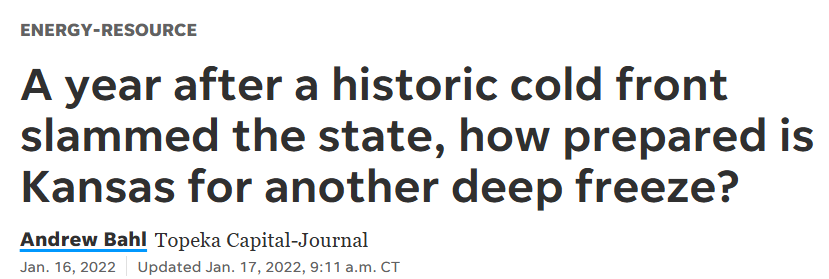 ENERGY-RESOURCE
A year after a historic cold front
slammed the state, how prepared is
Kansas for another deep freeze?
Andrew Bahl Topeka Capital-Journal
Jan. 16, 2022 Updated Jan. 17, 2022, 9:11 a.m. CT